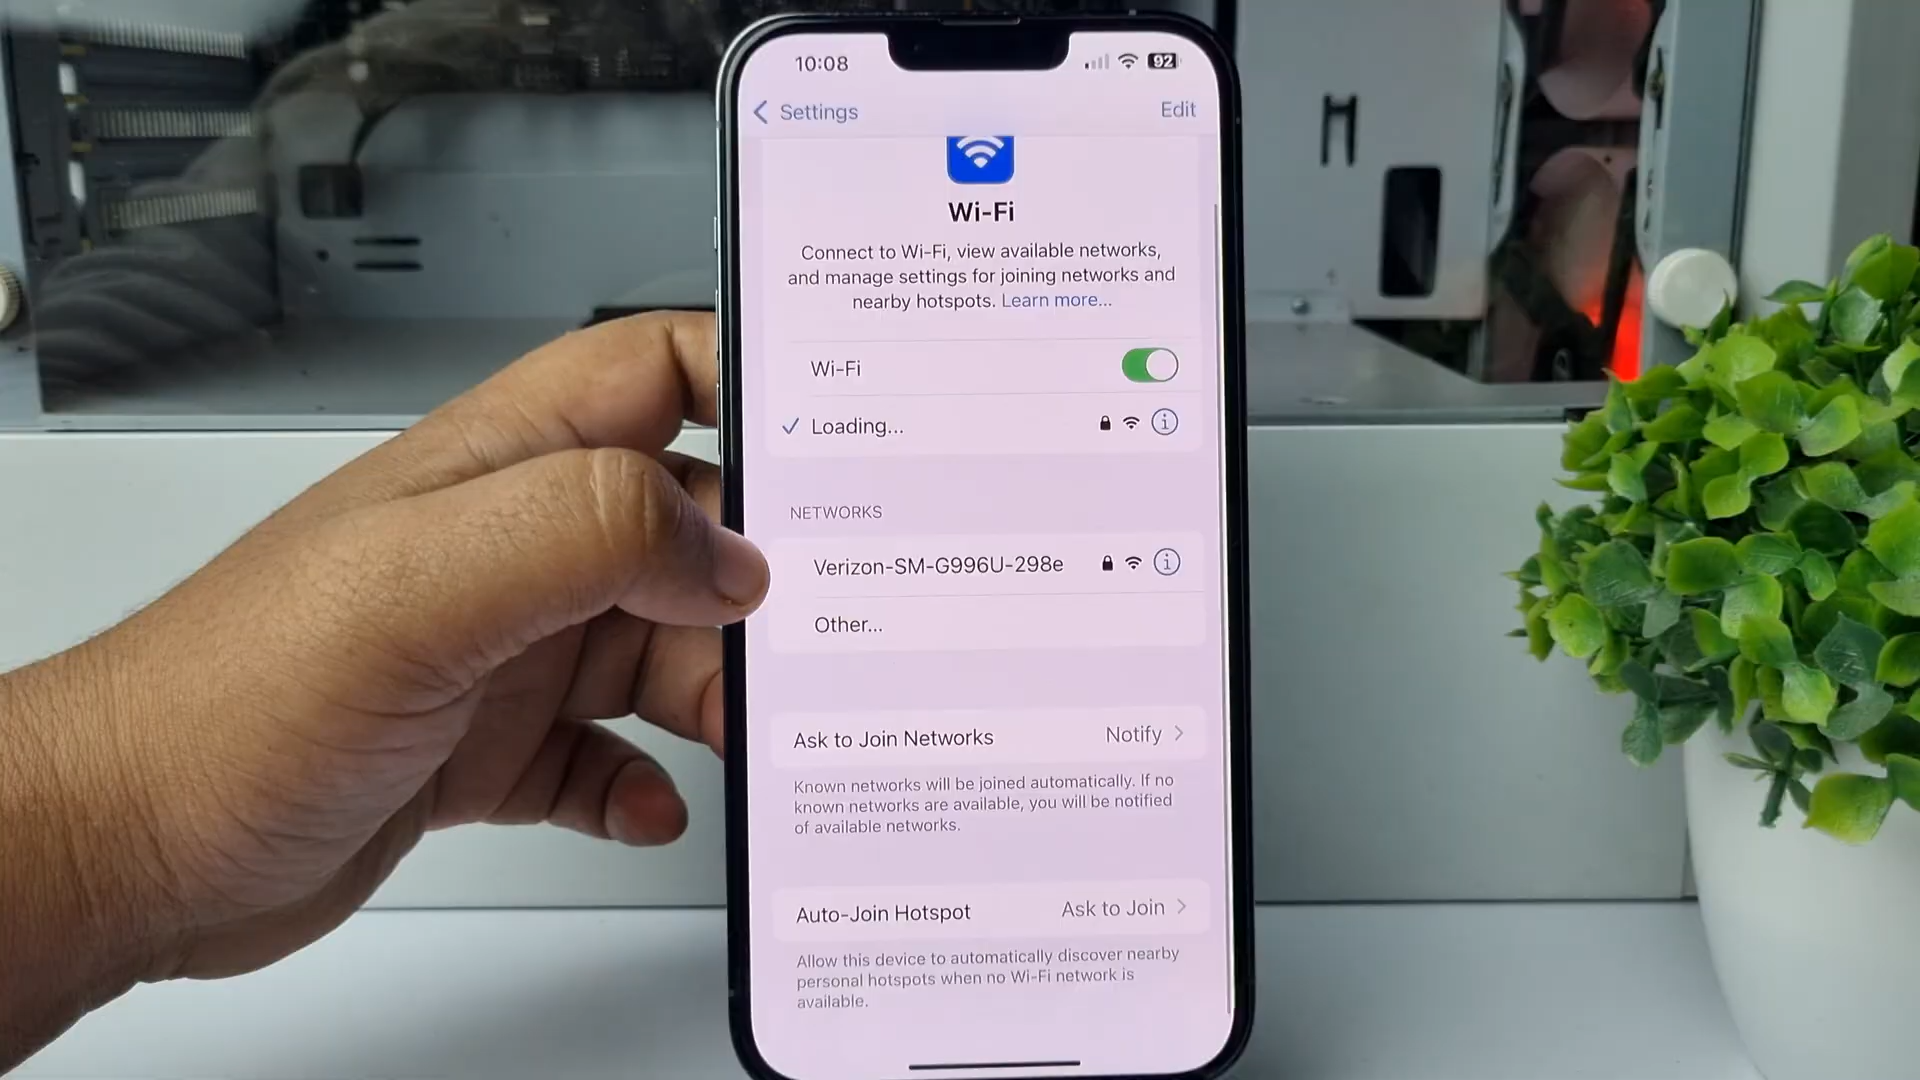 10:08
92
Settings
Edit
Wi-Fi
Connect to Wi-Fi, view available networks,
and manage settings for joining networks and
nearby hotspots. Learn more...
Wi-Fi
Loading...
NETWORKS
Verizon-SM-G996U-298e
Other...
Ask to Join Networks
Notify
Known networks will be joined automatically. If no
known networks are available, you will be notified
of available networks.
Auto-Join Hotspot
Ask to Join
Allow this device to automatically discover nearby
personal hotspots when no Wi-Fi network is
available.